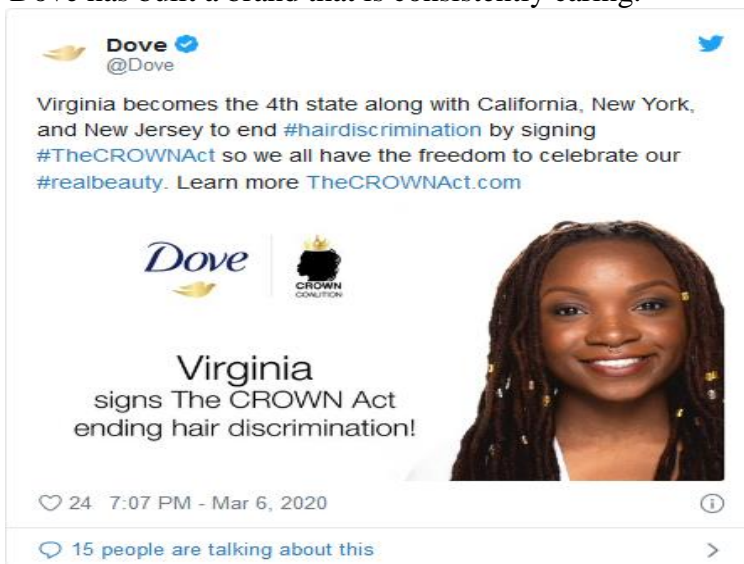 Dove has built a brand that is consistently caring.
Dove
@Dove
Virginia becomes the 4th state along with California, New York,
and New Jersey to end #hairdiscrimination by signing
#TheCROWNAct so we all have the freedom to celebrate our
#realbeauty. Learn more TheCROWNAct.com
Dove
CROWN
COALITION
Virginia
signs The CROWN Act
ending hair discrimination!
24 7:07 PM - Mar 6, 2020
15 people are talking about this